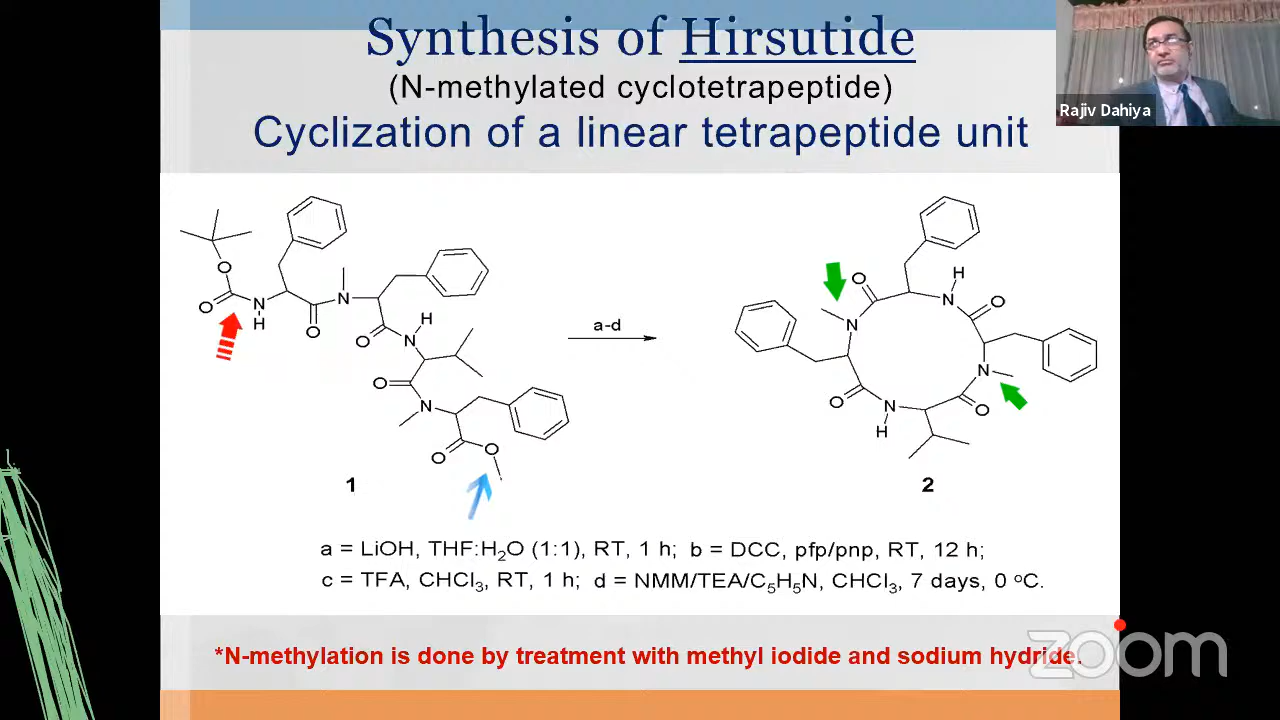 Synthesis of Hirsutide
(N-methylated cyclotetrapeptide)
Cyclization of a linear tetrapeptide unit
Rajiv Dahiya
O
O
N
H
O
N
O
H
N
O
N
O
O
1
a-d
O
N
H
N
O
N
O
O
N
H
2
a = LiOH, THF:H₂O (1:1), RT, 1 h; b = DCC, pfp/pnp, RT, 12 h;
c = TFA, CHCl₃, RT, 1 h; d = NMM/TEA/C₅H₅N, CHCl₃, 7 days, 0 °C.
*N-methylation is done by treatment with methyl iodide and sodium hydride.
zoom